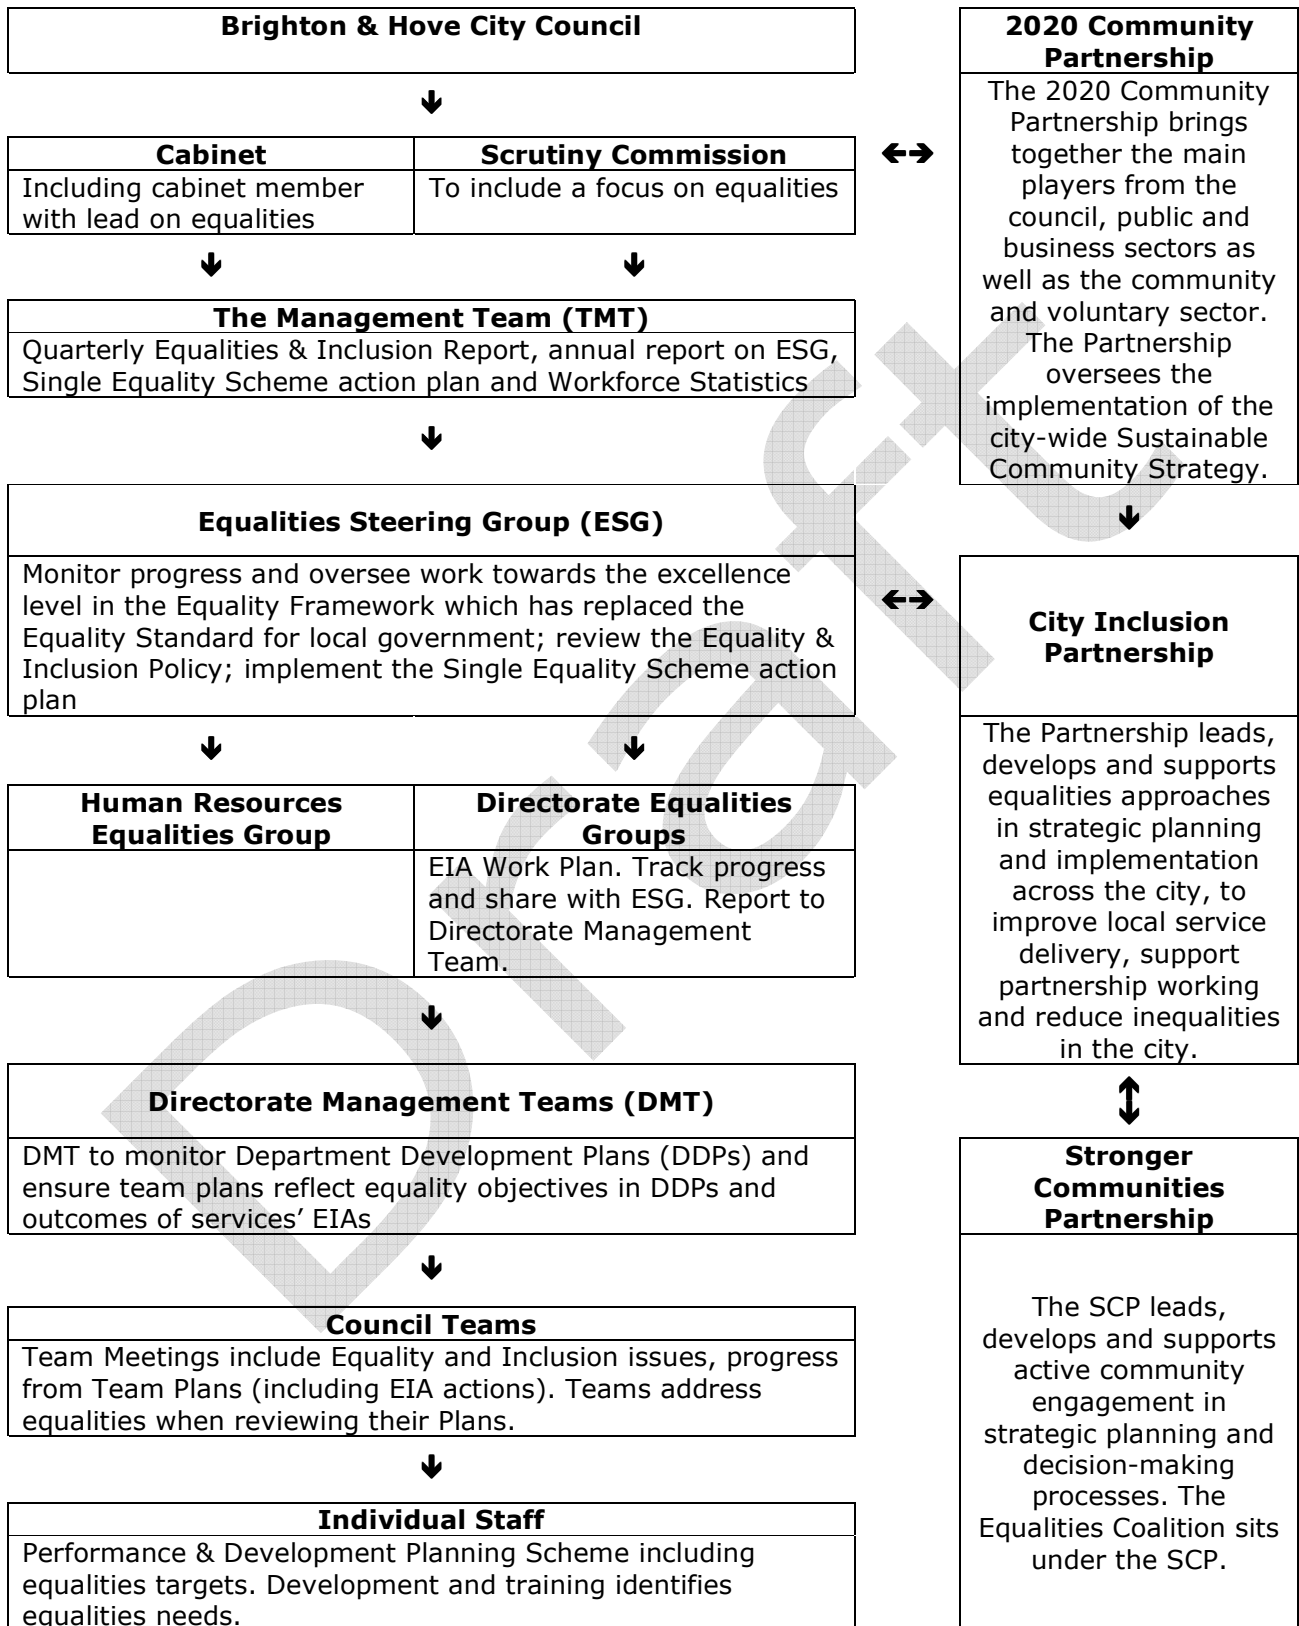 Brighton & Hove City Council
Cabinet
Including cabinet member
with lead on equalities
Scrutiny Commission
To include a focus on equalities
The Management Team (TMT)
Quarterly Equalities & Inclusion Report, annual report on ESG,
Single Equality Scheme action plan and Workforce Statistics
Equalities Steering Group (ESG)
Monitor progress and oversee work towards the excellence
level in the Equality Framework which has replaced the
Equality Standard for local government; review the Equality &
Inclusion Policy; implement the Single Equality Scheme action
plan
Human Resources
Equalities Group
Directorate Equalities
Groups
EIA Work Plan. Track progress
and share with ESG. Report to
Directorate Management
Team.
Directorate Management Teams (DMT)
DMT to monitor Department Development Plans (DDPs) and
ensure team plans reflect equality objectives in DDPs and
outcomes of services’ EIAs
Council Teams
Team Meetings include Equality and Inclusion issues, progress
from Team Plans (including EIA actions). Teams address
equalities when reviewing their Plans.
Individual Staff
Performance & Development Planning Scheme including
equalities targets. Development and training identifies
equalities needs.
2020 Community
Partnership
The 2020 Community
Partnership brings
together the main
players from the
council, public and
business sectors as
well as the community
and voluntary sector.
The Partnership
oversees the
implementation of the
city-wide Sustainable
Community Strategy.
City Inclusion
Partnership
The Partnership leads,
develops and supports
equalities approaches
in strategic planning
and implementation
across the city, to
improve local service
delivery, support
partnership working
and reduce inequalities
in the city.
Stronger
Communities
Partnership
The SCP leads,
develops and supports
active community
engagement in
strategic planning and
decision-making
processes. The
Equalities Coalition sits
under the SCP.
Draft